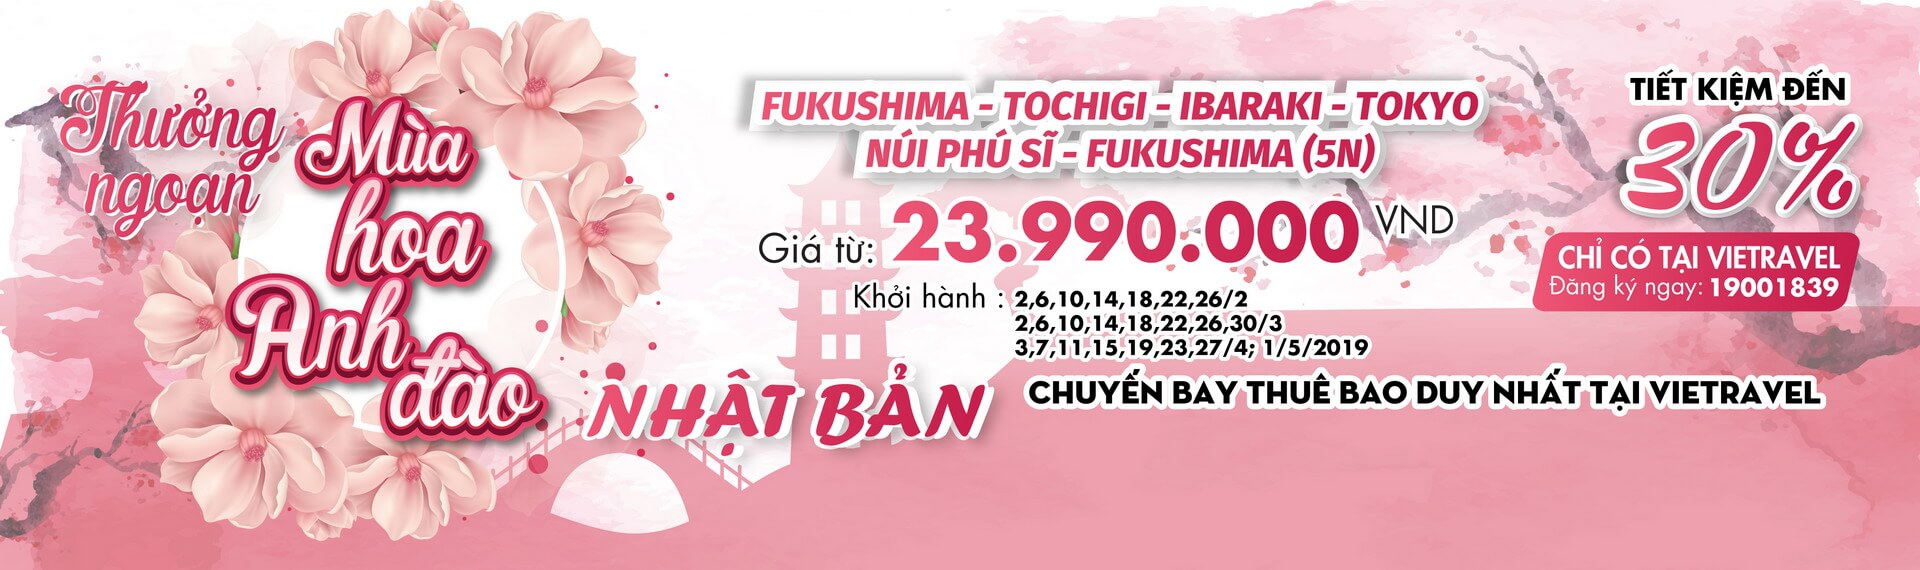 Thưởng
ngoạn
Mùa
hoa
Anh
đào
NHẬT BẢN
FUKUSHIMA - TOCHIGI - IBARAKI - TOKYO
NÚI PHÚ SĨ - FUKUSHIMA (5N)
Giá từ: 23.990.000 VND
Khởi hành : 2,6,10,14,18,22,26/2
2,6,10,14,18,22,26,30/3
3,7,11,15,19,23,27/4; 1/5/2019
CHUYẾN BAY THUÊ BAO DUY NHẤT TẠI VIETRAVEL
TIẾT KIỆM ĐẾN
30%
CHỈ CÓ TẠI VIETRAVEL
Đăng ký ngay: 19001839